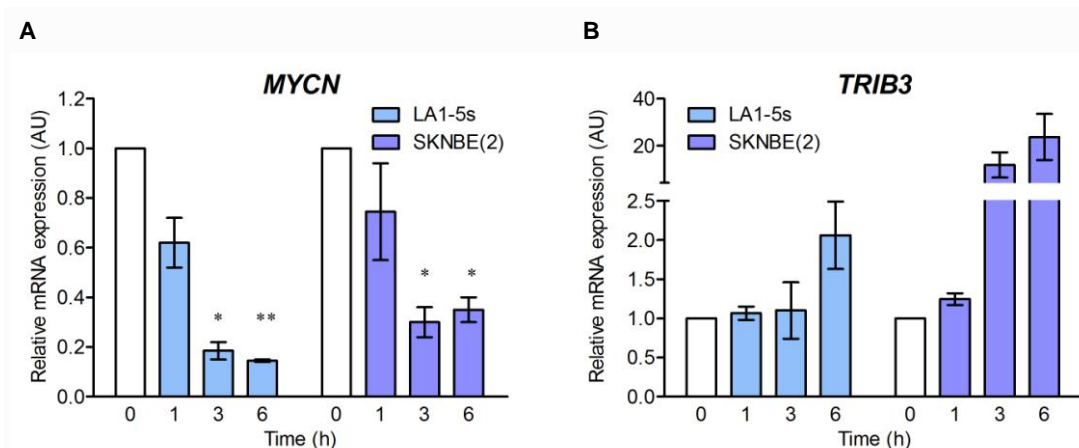 A
B
MYCN
TRIB3
LA1-5s
SKNBE(2)
LA1-5s
SKNBE(2)
Relative mRNA expression (AU)
1.2
1.0
0.8
0.6
0.4
0.2
0.0
* ** * *
0 1 3 6 0 1 3 6
Time (h)
Relative mRNA expression (AU)
40
20
2.5
2.0
1.5
1.0
0.5
0.0
0 1 3 6 0 1 3 6
Time (h)